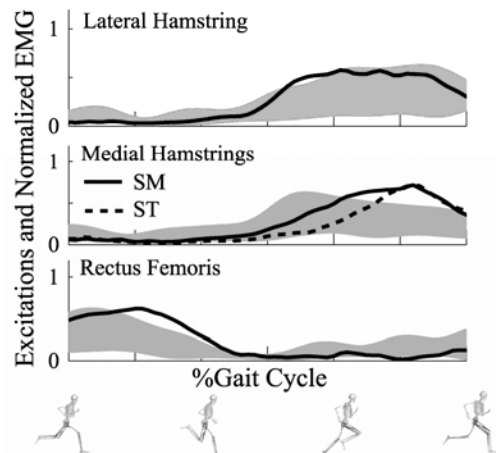 Excitations and Normalized EMG
Lateral Hamstring
1
0
Medial Hamstrings
1
SM
ST
0
Rectus Femoris
1
0
%Gait Cycle